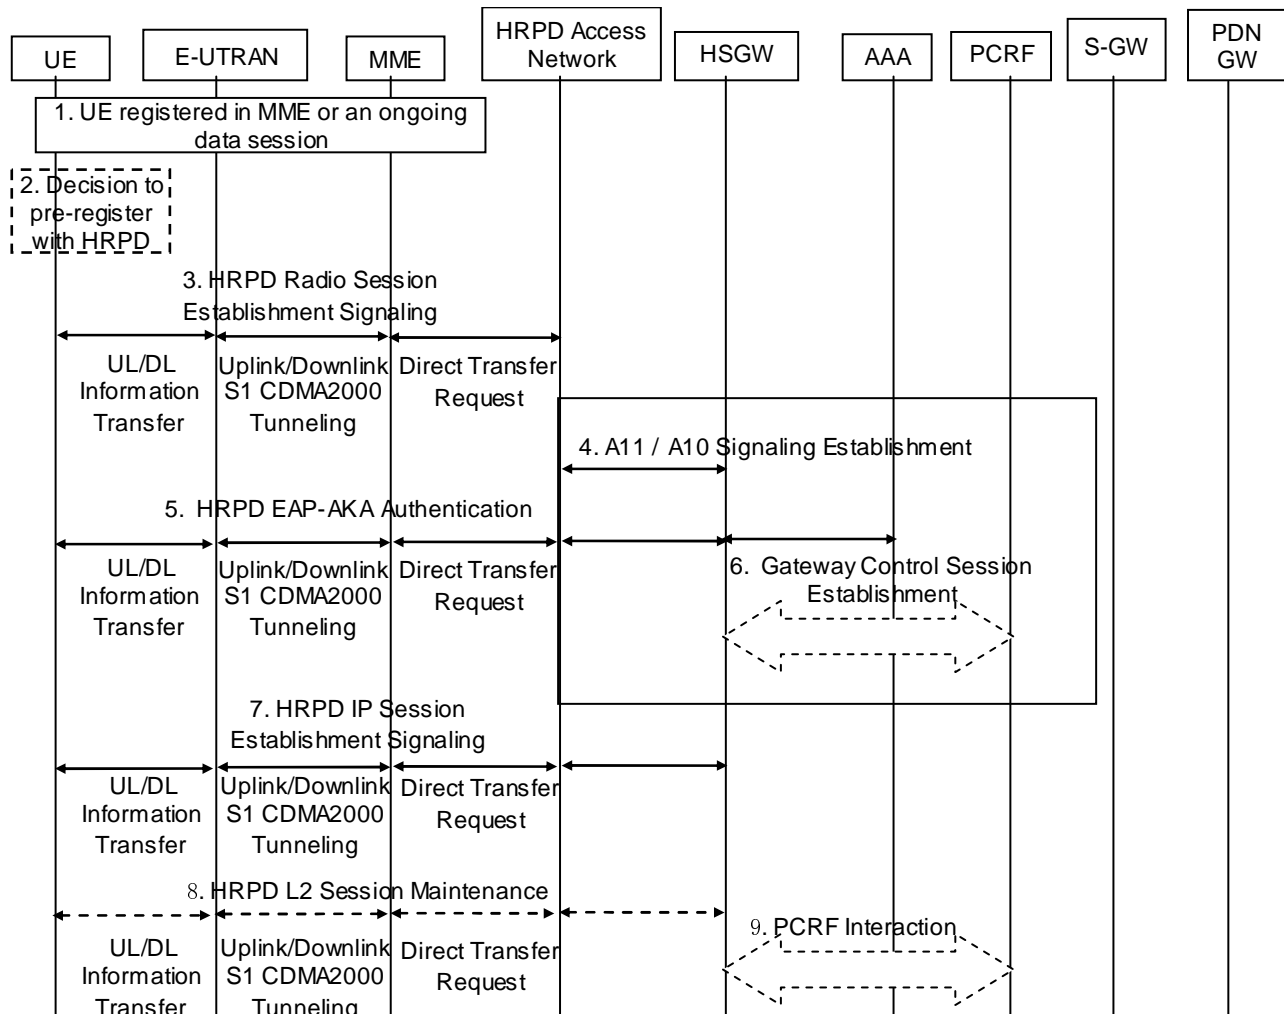 UE
E-UTRAN
MME
HRPD Access
Network
HSGW
AAA
PCRF
S-GW
PDN
GW
1. UE registered in MME or an ongoing
data session
2. Decision to
pre-register
with HRPD
3. HRPD Radio Session
Establishment Signaling
UL/DL
Information
Transfer
Uplink/Downlink
S1 CDMA2000
Tunneling
Direct Transfer
Request
4. A11 / A10 Signaling Establishment
5. HRPD EAP-AKA Authentication
UL/DL
Information
Transfer
Uplink/Downlink
S1 CDMA2000
Tunneling
Direct Transfer
Request
6. Gateway Control Session
Establishment
7. HRPD IP Session
Establishment Signaling
UL/DL
Information
Transfer
Uplink/Downlink
S1 CDMA2000
Tunneling
Direct Transfer
Request
8. HRPD L2 Session Maintenance
UL/DL
Information
Transfer
Uplink/Downlink
S1 CDMA2000
Tunneling
Direct Transfer
Request
9. PCRF Interaction